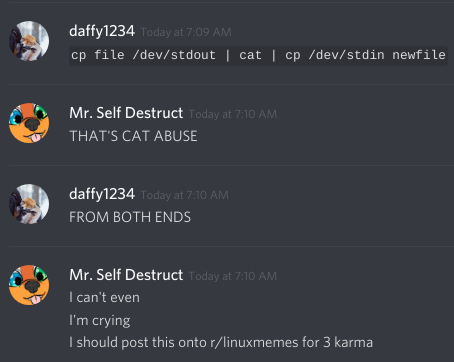 daffy1234 Today at 7:09 AM
cp file /dev/stdout | cat | cp /dev/stdin newfile
Mr. Self Destruct Today at 7:10 AM
THAT'S CAT ABUSE
daffy1234 Today at 7:10 AM
FROM BOTH ENDS
Mr. Self Destruct Today at 7:10 AM
I can't even
I'm crying
I should post this onto r/linuxmemes for 3 karma